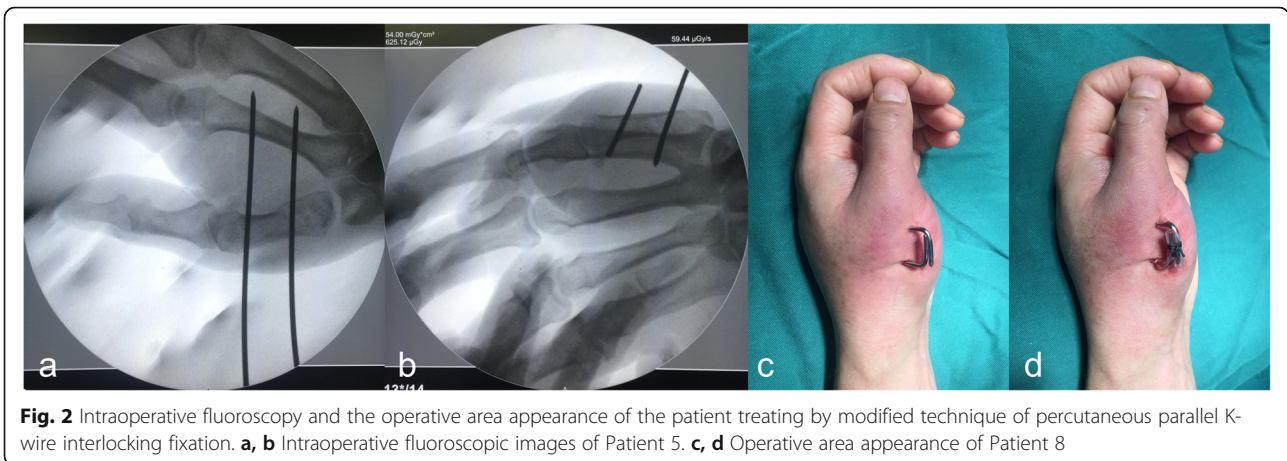 54.00 mGy*cm²
625.12 µGy
59.44 µGy/s
a
b
c
d
13*/14
Fig. 2 Intraoperative fluoroscopy and the operative area appearance of the patient treating by modified technique of percutaneous parallel K-
wire interlocking fixation. a, b Intraoperative fluoroscopic images of Patient 5. c, d Operative area appearance of Patient 8